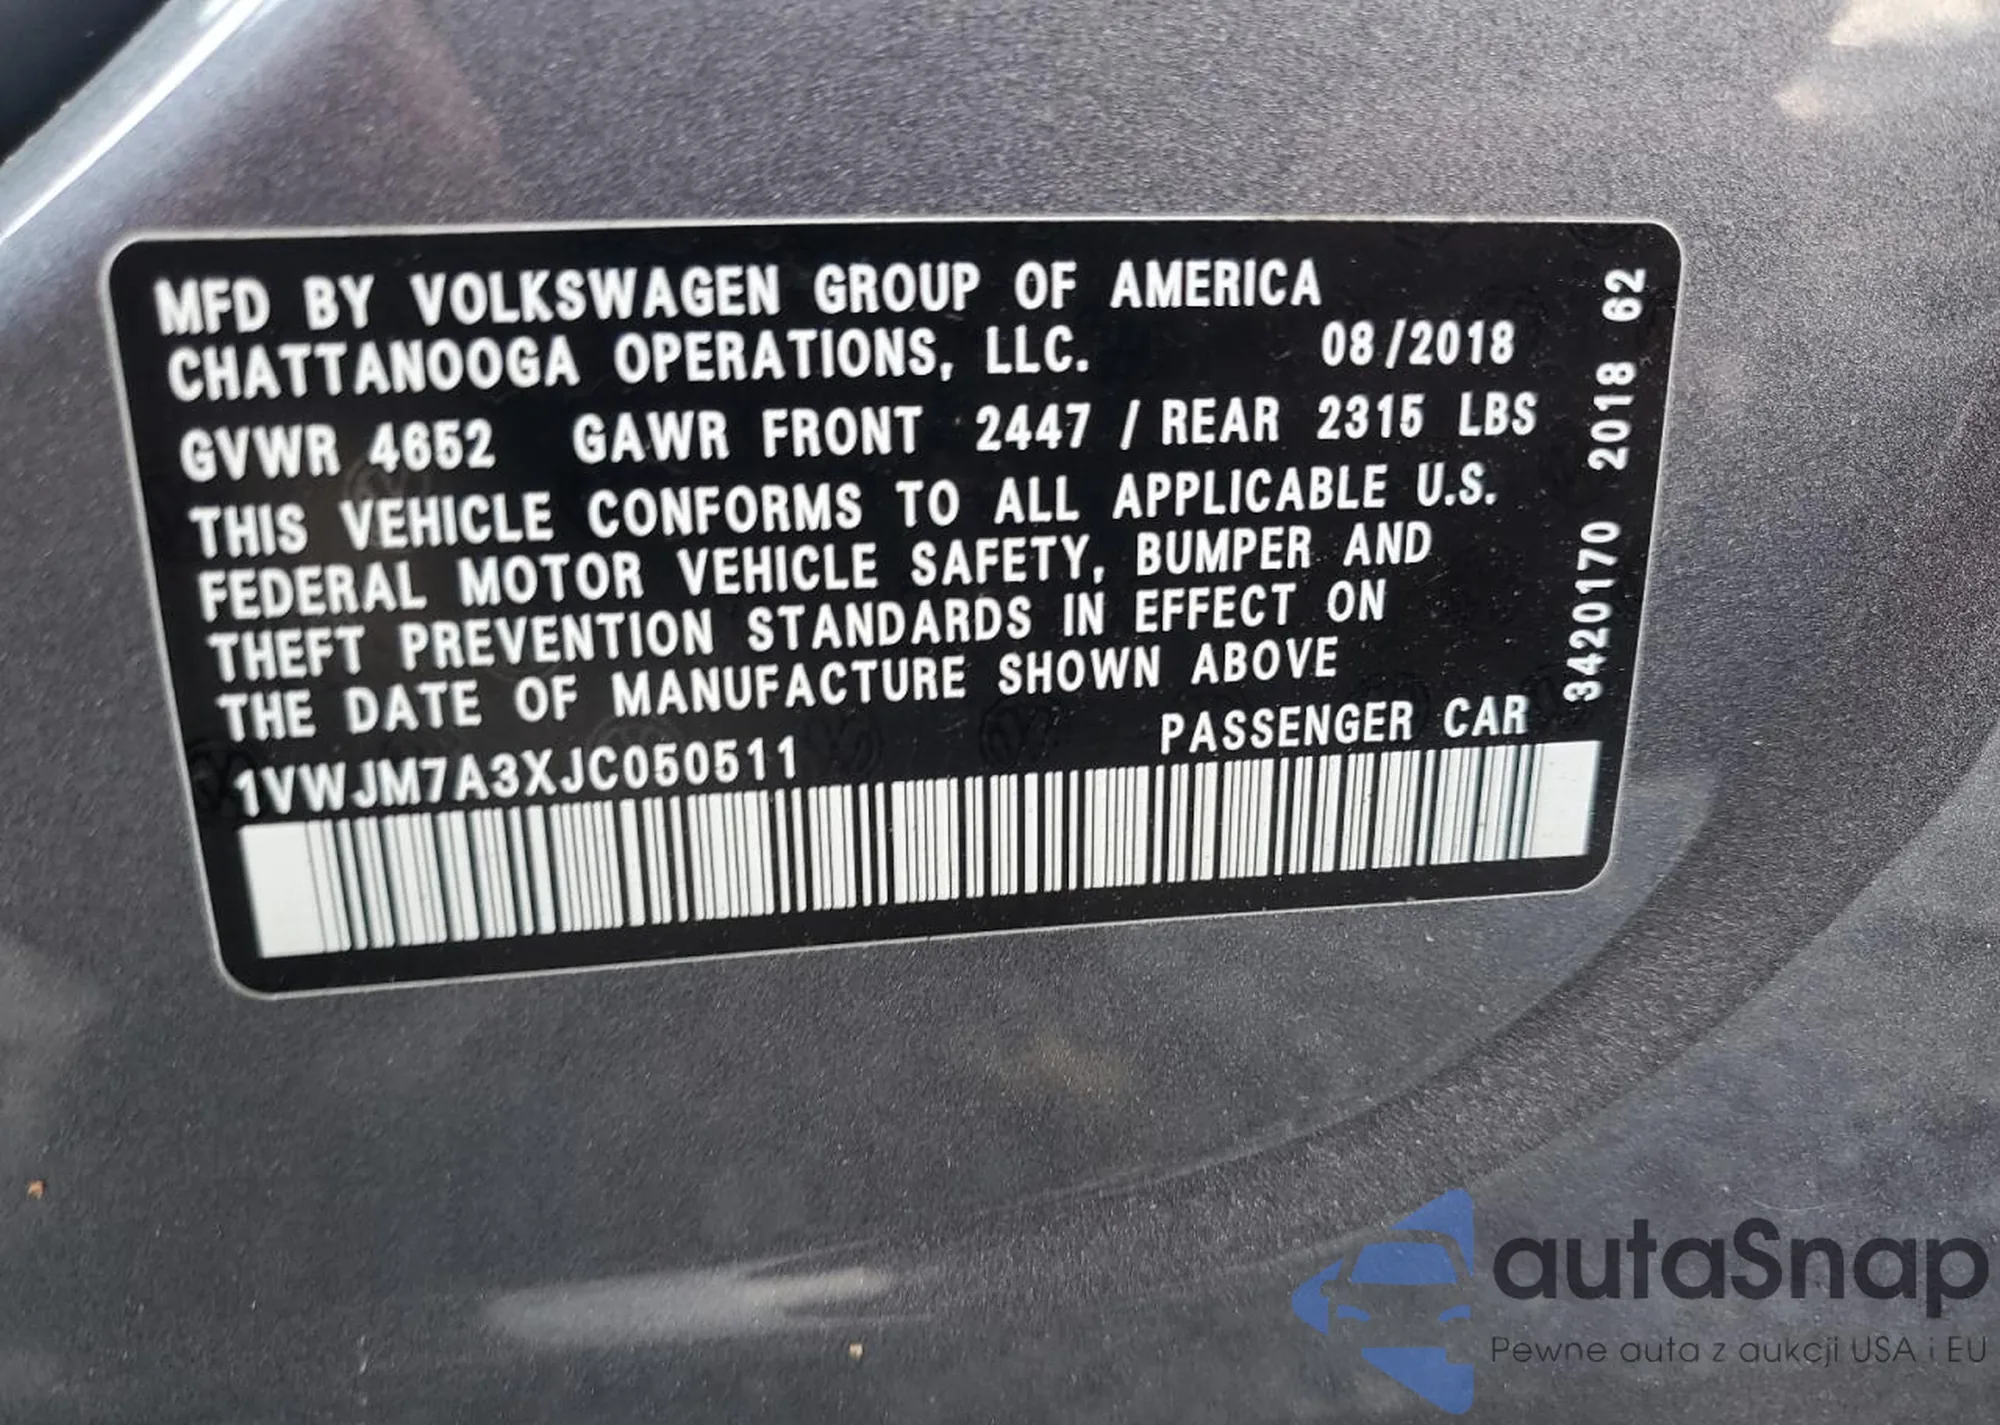 MFD BY VOLKSWAGEN GROUP OF AMERICA
CHATTANOOGA OPERATIONS, LLC. 08/2018
GVWR 4652 GAWR FRONT 2447 / REAR 2315 LBS
THIS VEHICLE CONFORMS TO ALL APPLICABLE U.S.
FEDERAL MOTOR VEHICLE SAFETY, BUMPER AND
THEFT PREVENTION STANDARDS IN EFFECT ON
THE DATE OF MANUFACTURE SHOWN ABOVE
1VWJM7A3XJC050511 PASSENGER CAR
3420170 2018 62
autaSnap
Pewne auta z aukcji USA i EU